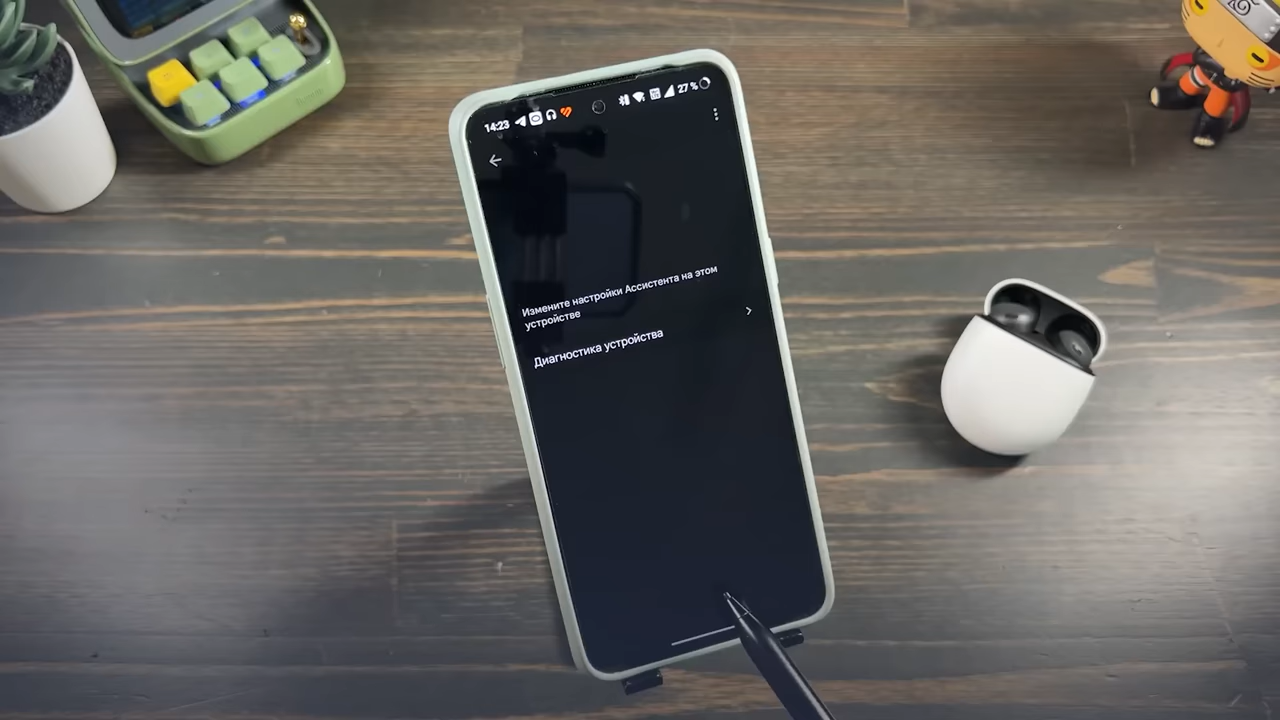 14:23
27 %
Измените настройки Ассистента на этом
устройстве
Диагностика устройства